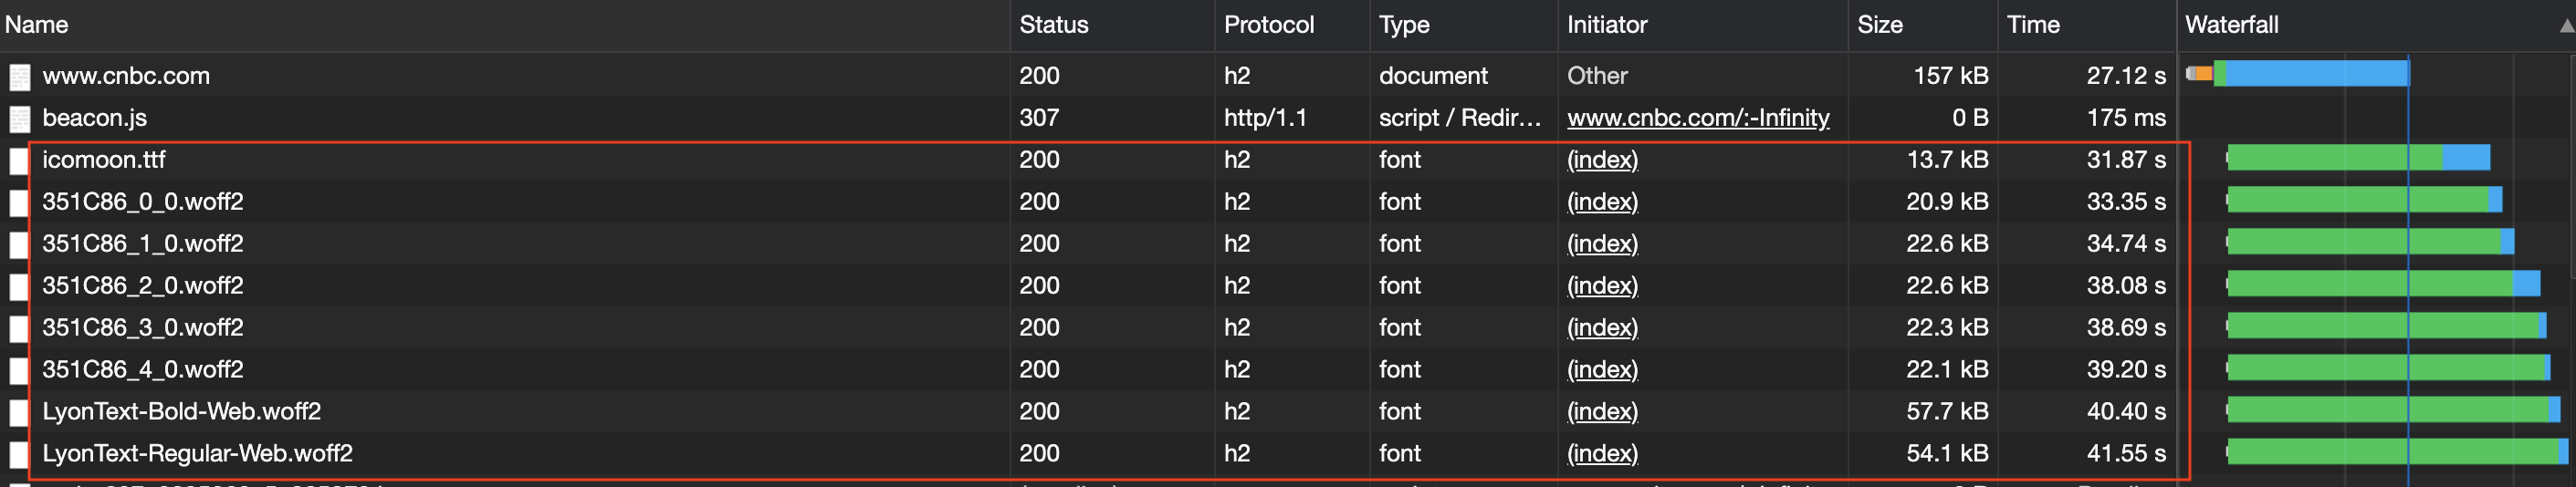 Name Status Protocol Type Initiator Size Time Waterfall
www.cnbc.com 200 h2 document Other 157 kB 27.12 s
beacon.js 307 http/1.1 script / Redir... www.cnbc.com/:-Infinity 0 B 175 ms
icomoon.ttf 200 h2 font (index) 13.7 kB 31.87 s
351C86_0_0.woff2 200 h2 font (index) 20.9 kB 33.35 s
351C86_1_0.woff2 200 h2 font (index) 22.6 kB 34.74 s
351C86_2_0.woff2 200 h2 font (index) 22.6 kB 38.08 s
351C86_3_0.woff2 200 h2 font (index) 22.3 kB 38.69 s
351C86_4_0.woff2 200 h2 font (index) 22.1 kB 39.20 s
LyonText-Bold-Web.woff2 200 h2 font (index) 57.7 kB 40.40 s
LyonText-Regular-Web.woff2 200 h2 font (index) 54.1 kB 41.55 s